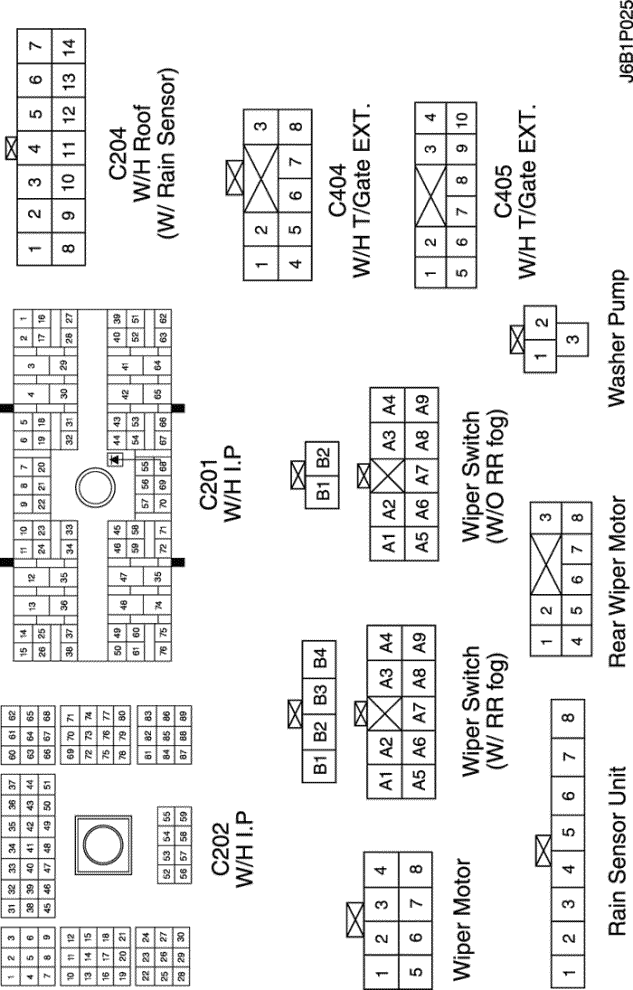 1 2 3
4 5 6
7 8 9
10 11 12
13 14 15
16 17 18
19 20 21
22 23 24
25 26 27
28 29 30
31 32 33 34 35 36 37
38 39 40 41 42 43 44
45 46 47 48 49 50 51
52 53 54 55
56 57 58 59
60 61 62
63 64 65
66 67 68
69 70 71
72 73 74
75 76 77
78 79 80
81 82 83
84 85 86
87 88 89
C202
W/H I.P
15 14 13 12 11 10 9 8 7 6 5 4 3 2 1
26 25 24 23 22 21 20 19 18 17 16
38 37 36 35 34 33 32 31 30 29 28 27
50 49 48 47 46 45 44 43 42 41 40 39
61 60 59 58 57 56 55 54 53 52 51
76 75 74 35 72 71 70 69 68 67 66 65 64 63 62
C201
W/H I.P
1 2 3 4 5 6 7
8 9 10 11 12 13 14
C204
W/H Roof
(W/ Rain Sensor)
1 2 3 4
5 6 7 8
Wiper Motor
B1 B2 B3 B4
A1 A2 A3 A4
A5 A6 A7 A8 A9
Wiper Switch
(W/ RR fog)
B1 B2
A1 A2 A3 A4
A5 A6 A7 A8 A9
Wiper Switch
(W/O RR fog)
1 2 3
4 5 6 7 8
C404
W/H T/Gate EXT.
1 2 3 4 5 6 7 8
Rain Sensor Unit
1 2 3
4 5 6 7 8
Rear Wiper Motor
1 2
3
Washer Pump
1 2 3 4
5 6 7 8 9 10
C405
W/H T/Gate EXT.
J6B1P025